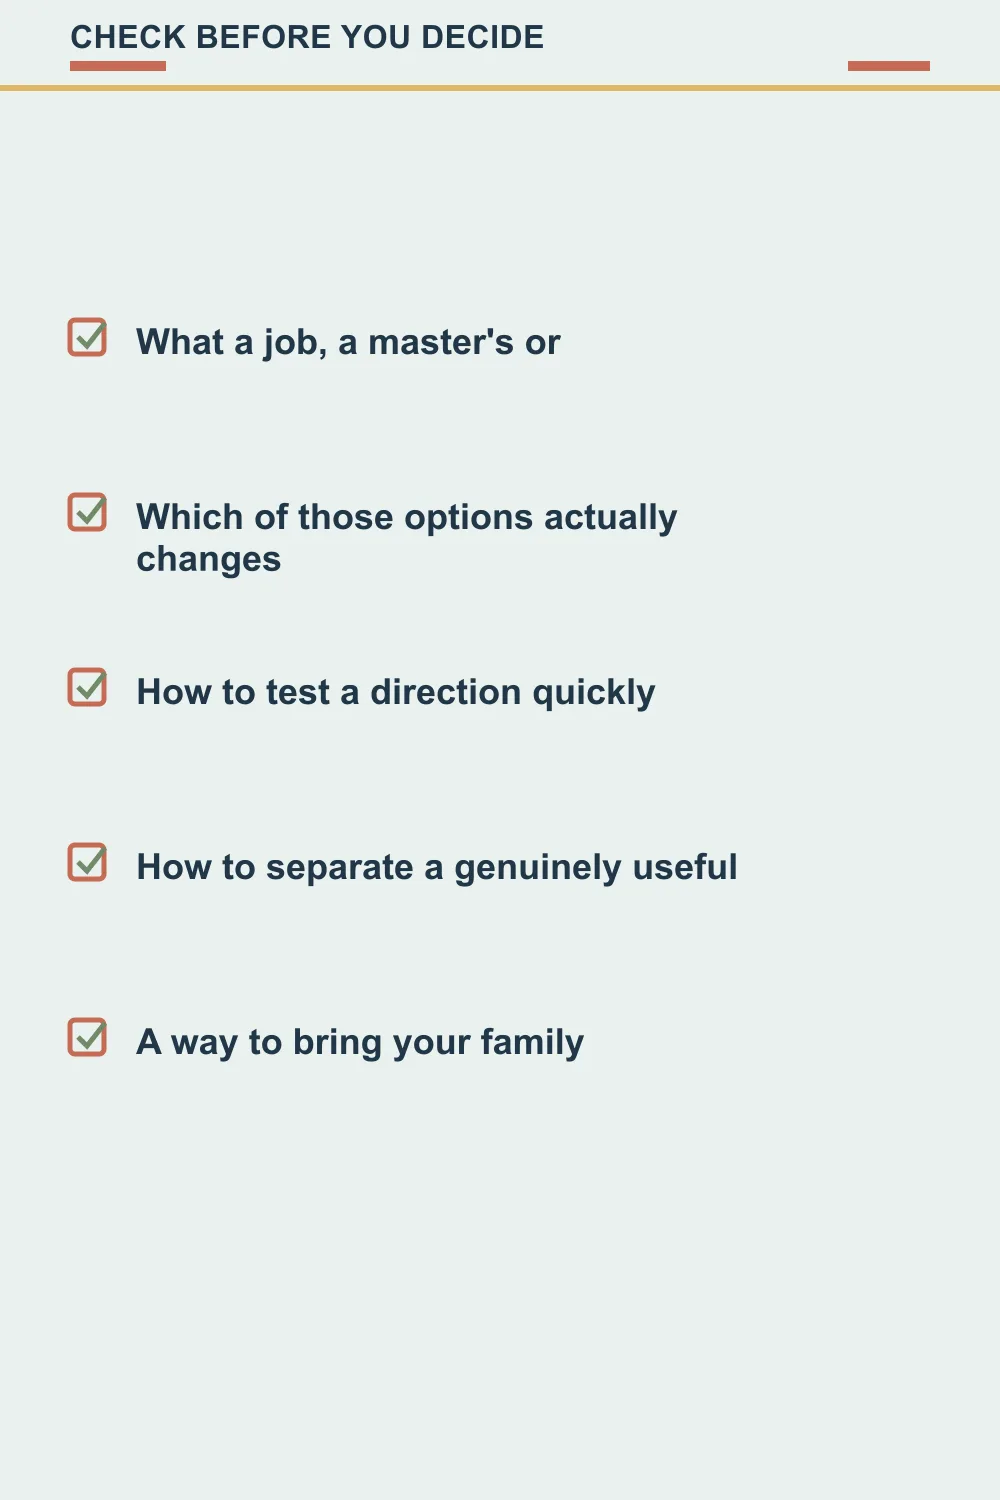 CHECK BEFORE YOU DECIDE
What a job, a master's or
Which of those options actually
changes
How to test a direction quickly
How to separate a genuinely useful
A way to bring your family